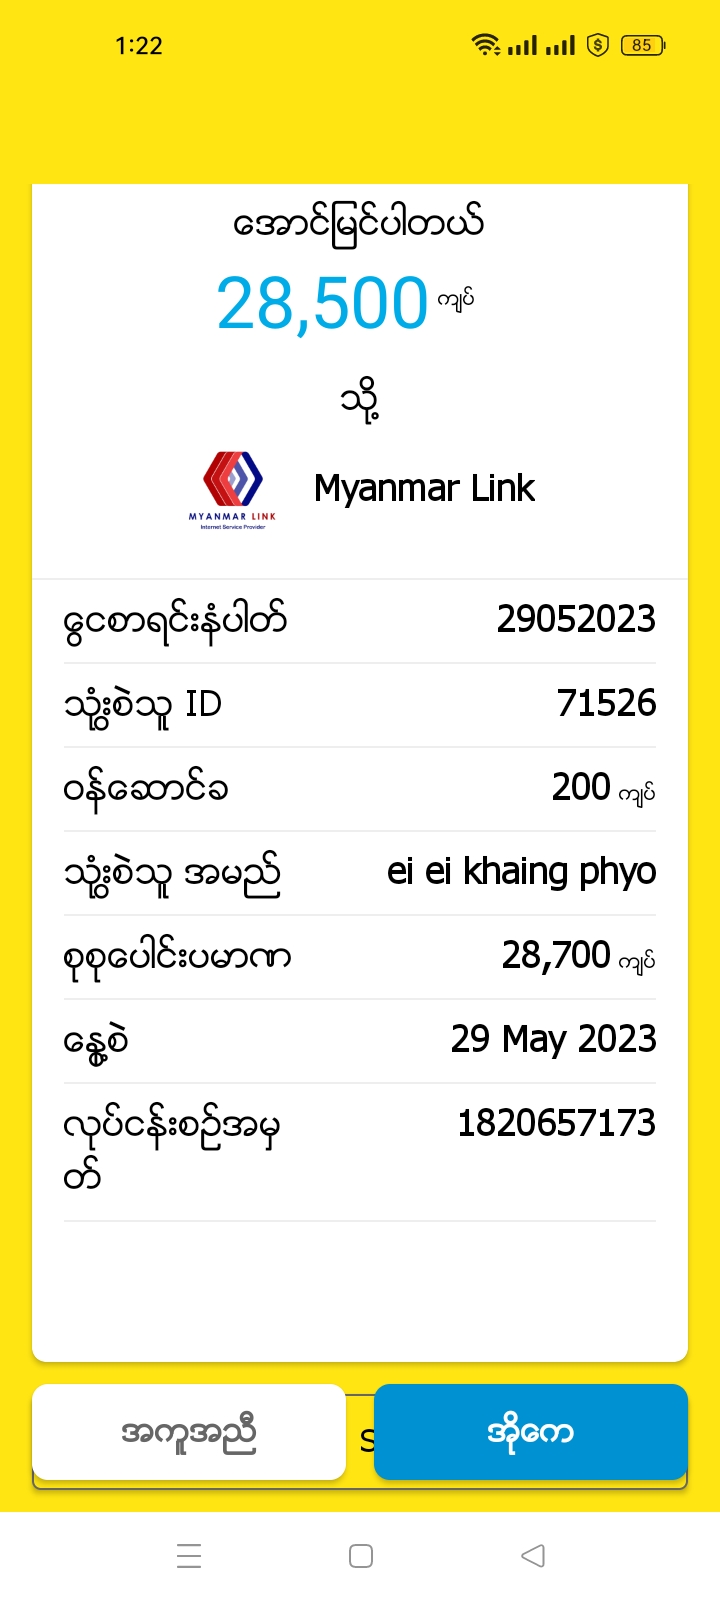 1:22
85
အောင်မြင်ပါတယ်
28,500 ကျပ်
သို့
MYANMAR LINK
Internet Service Provider
Myanmar Link
ငွေစာရင်းနံပါတ် 29052023
သုံးစွဲသူ ID 71526
ဝန်ဆောင်ခ 200 ကျပ်
သုံးစွဲသူ အမည် ei ei khaing phyo
စုစုပေါင်းပမာဏ 28,700 ကျပ်
နေ့စွဲ 29 May 2023
လုပ်ငန်းစဉ်အမှ 1820657173
တ်
အကူအညီ
S
အိုကေ